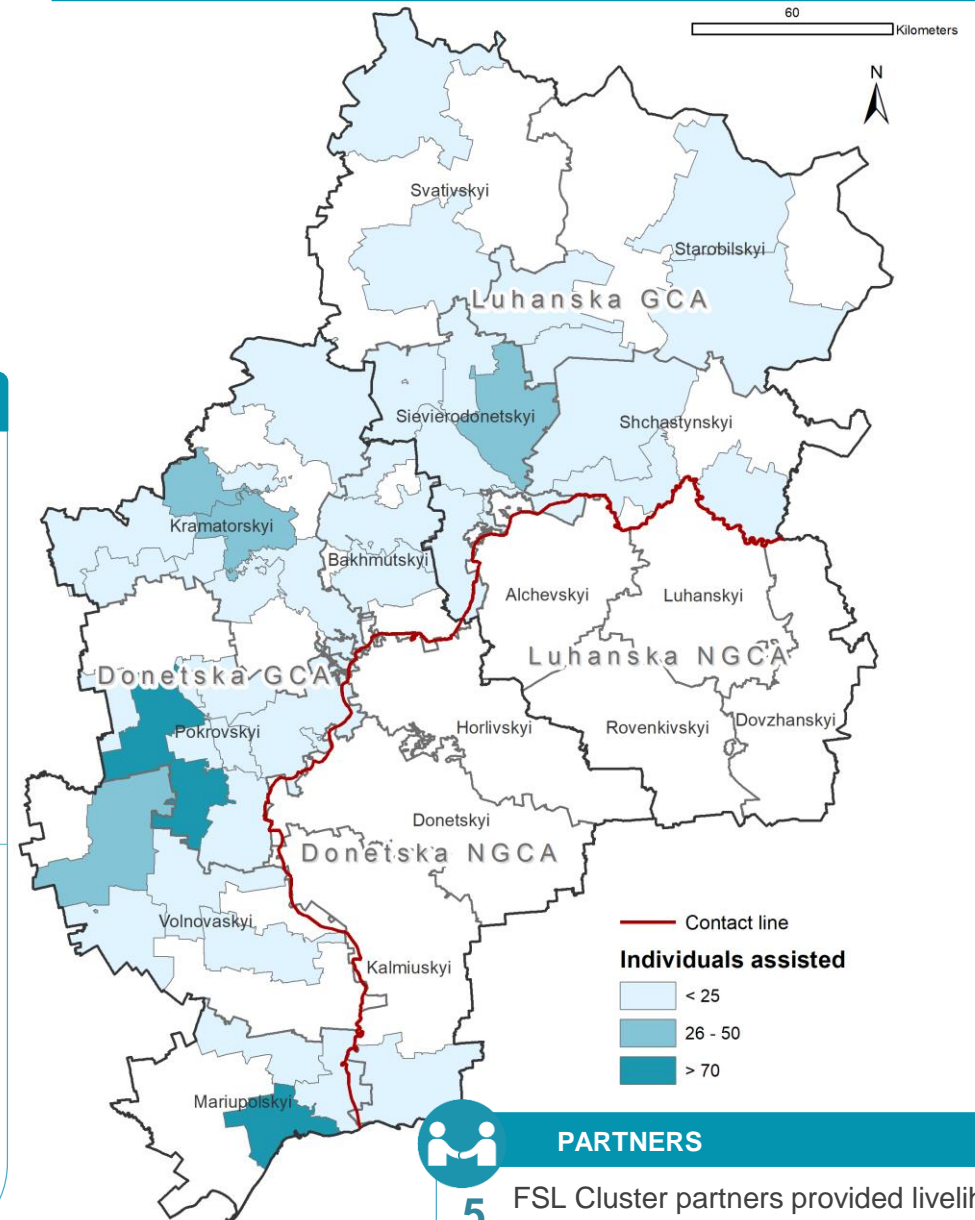 60
Kilometers
N
Svativskyi
Starobilskyi
Luhanska GCA
Sievierodonetskyi
Shchastynskyi
Kramatorskyi
Bakhmutskyi
Alchevskyi
Luhanskyi
Luhanska NGCA
Donetska GCA
Pokrovskyi
Horlivskyi
Rovenkivskyi
Dovzhanskyi
Donetskyi
Donetska NGCA
Volnovaskyi
Kalmiuskyi
Mariupolskyi
Contact line
Individuals assisted
< 25
26 - 50
> 70
PARTNERS
5 FSL Cluster partners provided